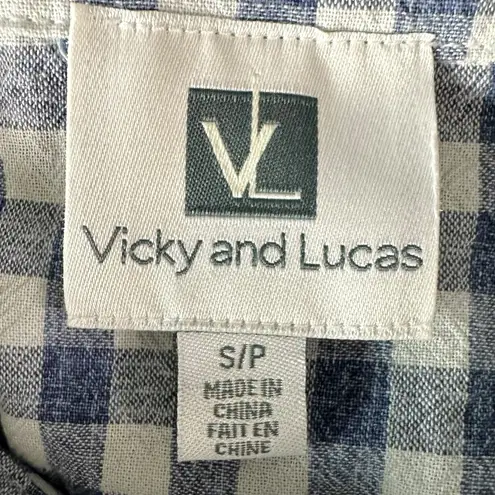 VL
Vicky and Lucas
S/P
MADE IN
CHINA
FAIT EN
CHINE